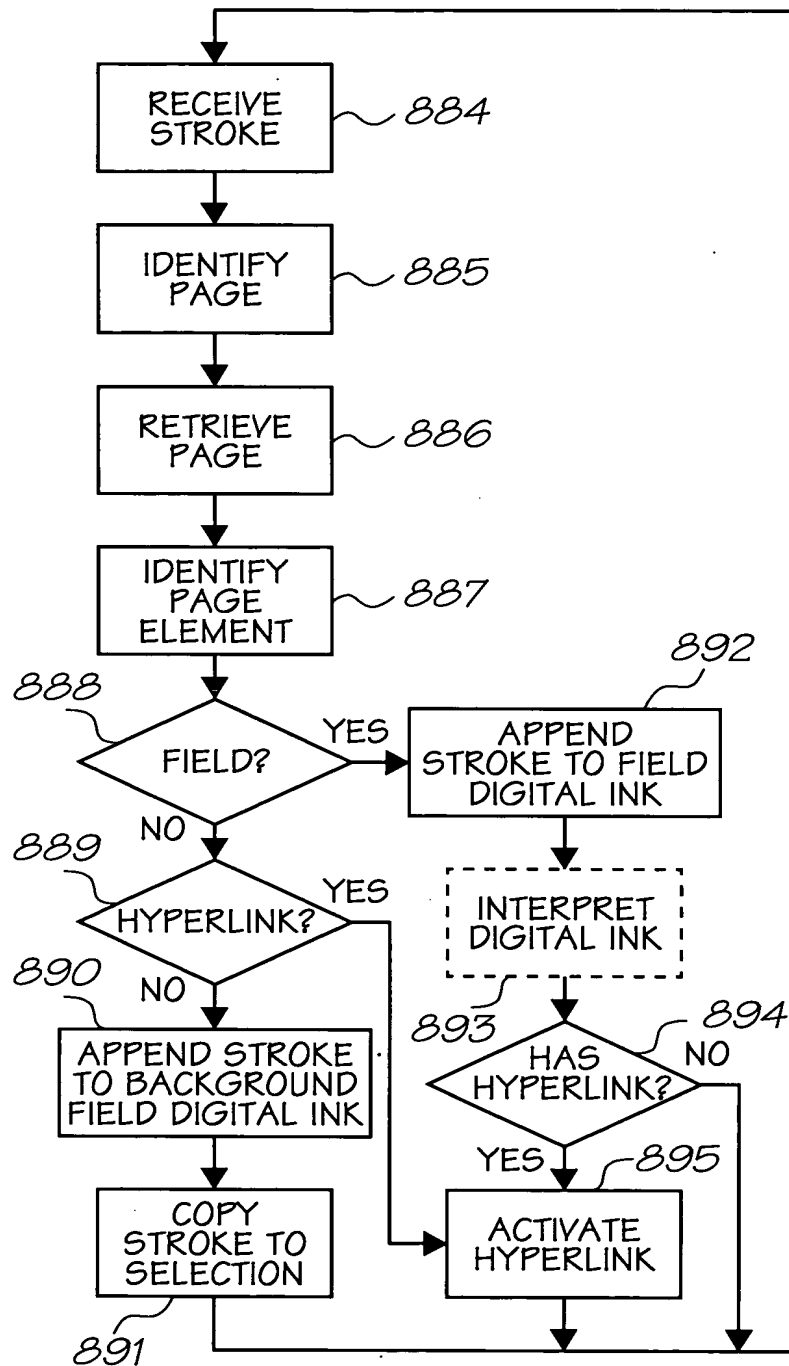 RECEIVE
STROKE
884
IDENTIFY
PAGE
885
RETRIEVE
PAGE
886
IDENTIFY
PAGE
ELEMENT
887
888
FIELD?
YES
NO
892
APPEND
STROKE TO FIELD
DIGITAL INK
889
HYPERLINK?
YES
NO
INTERPRET
DIGITAL INK
893
890
APPEND STROKE
TO BACKGROUND
FIELD DIGITAL INK
894
HAS
HYPERLINK?
NO
YES
COPY
STROKE TO
SELECTION
891
895
ACTIVATE
HYPERLINK